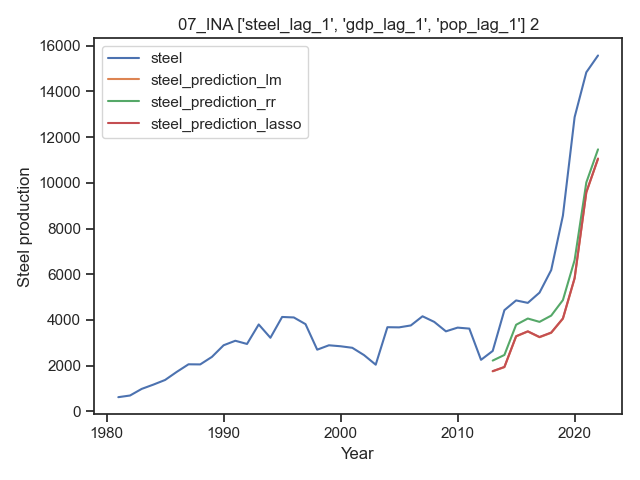 07_INA ['steel_lag_1', 'gdp_lag_1', 'pop_lag_1'] 2
steel
steel_prediction_lm
steel_prediction_rr
steel_prediction_lasso
Steel production
16000
14000
12000
10000
8000
6000
4000
2000
0
1980
1990
2000
2010
2020
Year